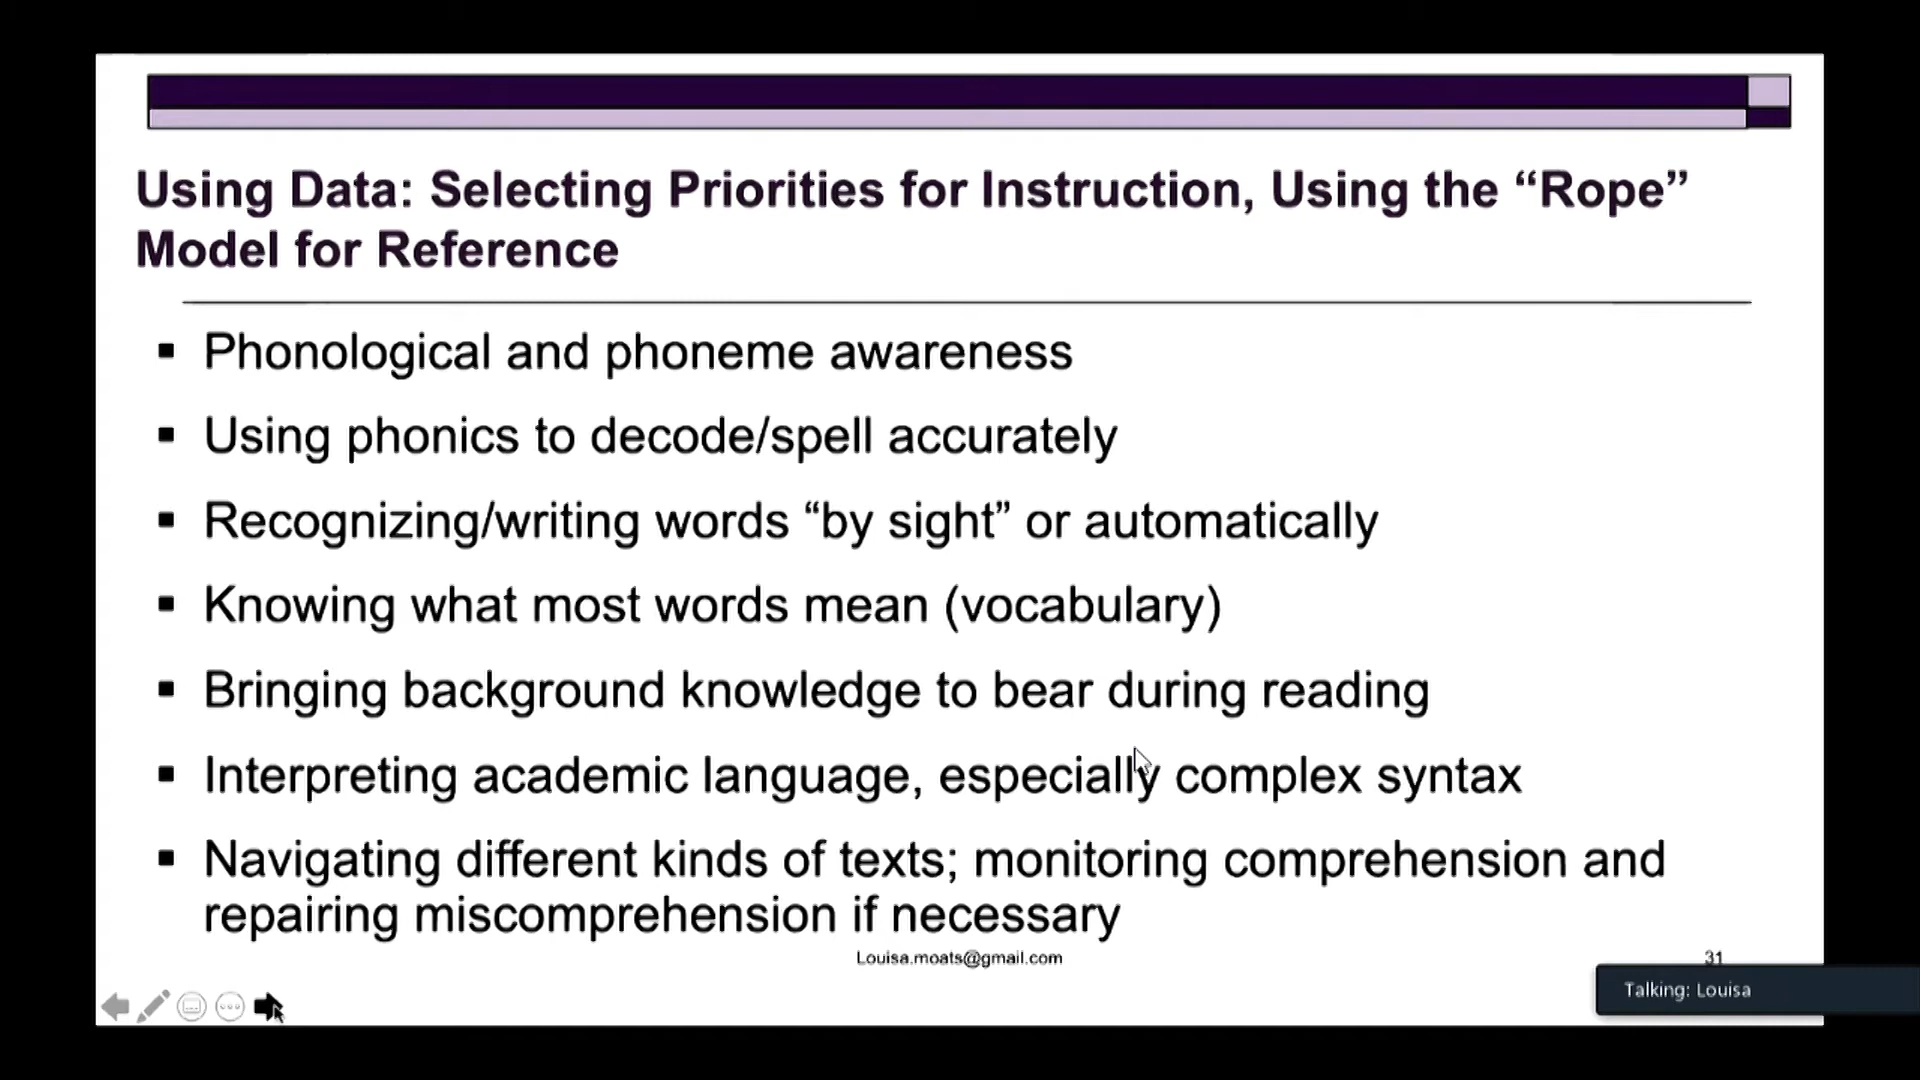 Using Data: Selecting Priorities for Instruction, Using the “Rope”
Model for Reference
▪ Phonological and phoneme awareness
▪ Using phonics to decode/spell accurately
▪ Recognizing/writing words “by sight” or automatically
▪ Knowing what most words mean (vocabulary)
▪ Bringing background knowledge to bear during reading
▪ Interpreting academic language, especially complex syntax
▪ Navigating different kinds of texts; monitoring comprehension and
repairing miscomprehension if necessary
Louisa.moats@gmail.com
31
Talking: Louisa